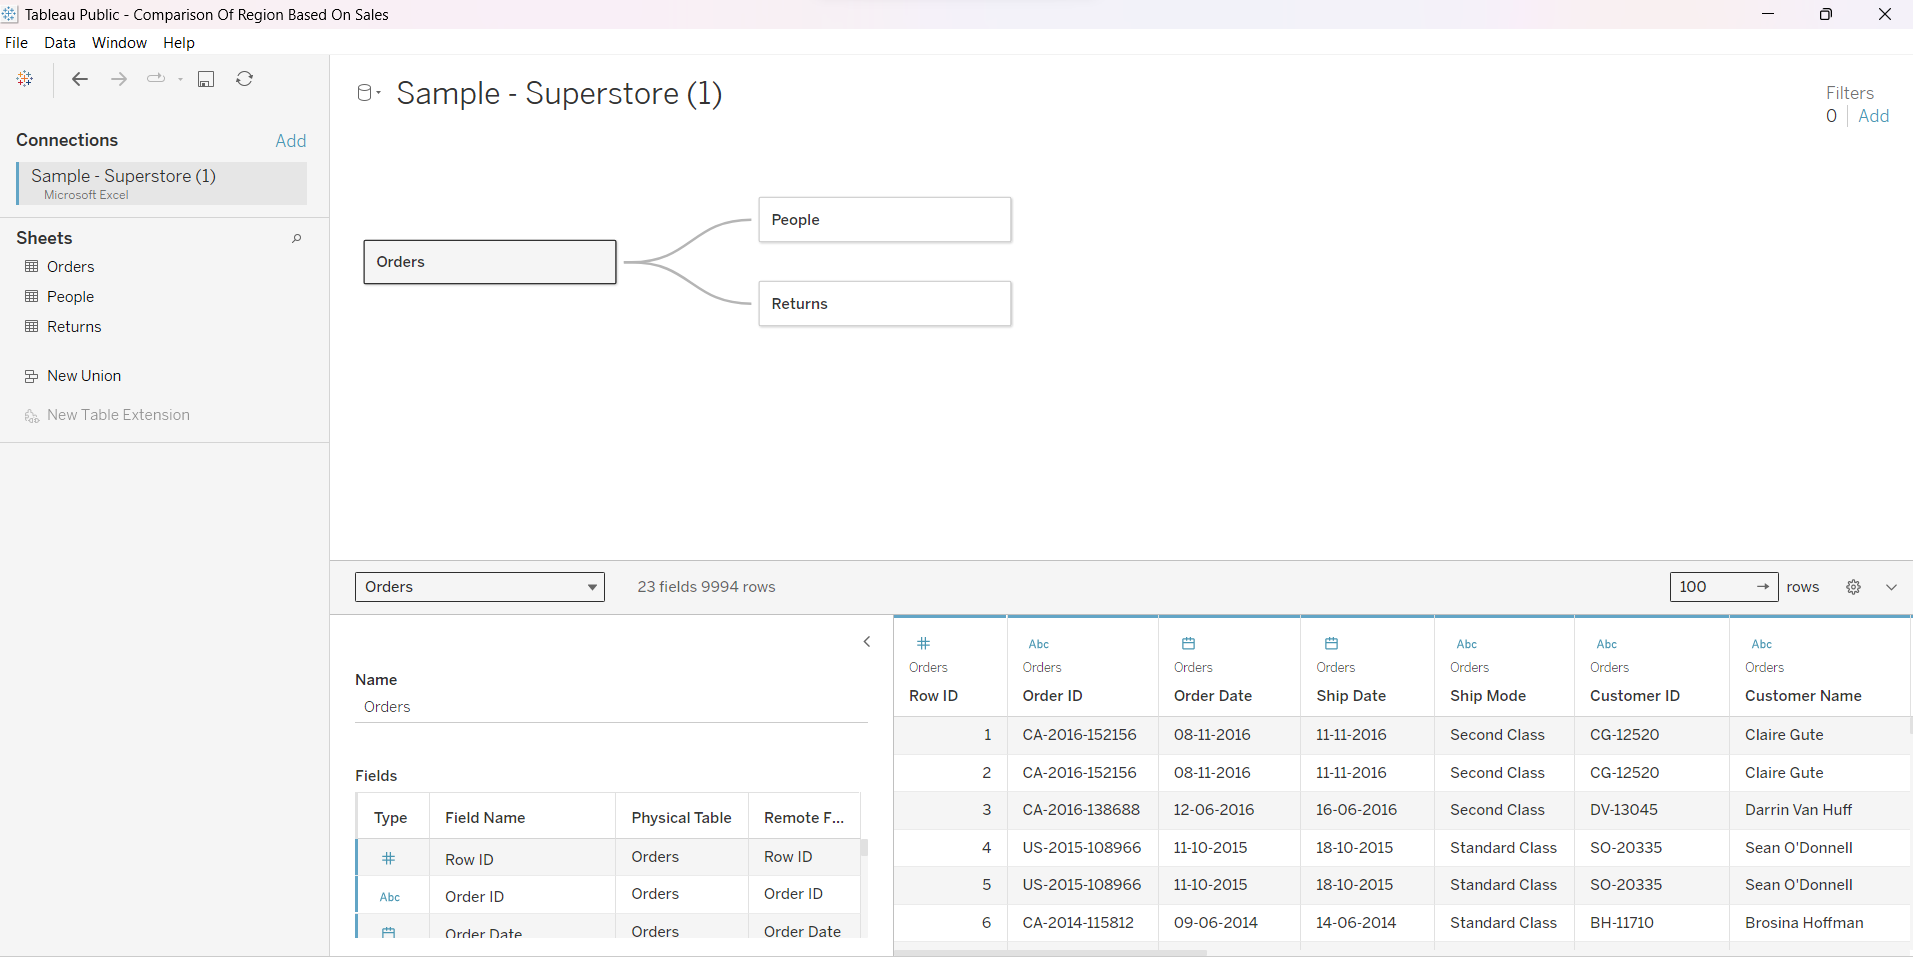 Tableau Public - Comparison Of Region Based On Sales
File Data Window Help
Connections Add
Sample - Superstore (1)
Microsoft Excel
Sheets
Orders
People
Returns
New Union
New Table Extension
Sample - Superstore (1)
Filters
0 Add
Orders
People
Returns
Orders 23 fields 9994 rows 100 → rows
Name
Orders
Fields
Type Field Name Physical Table Remote F...
# Row ID Orders Row ID
Abc Order ID Orders Order ID
Order Date Orders Order Date
# Abc Abc Abc Abc
Orders Orders Orders Orders Orders Orders Orders
Row ID Order ID Order Date Ship Date Ship Mode Customer ID Customer Name
1 CA-2016-152156 08-11-2016 11-11-2016 Second Class CG-12520 Claire Gute
2 CA-2016-152156 08-11-2016 11-11-2016 Second Class CG-12520 Claire Gute
3 CA-2016-138688 12-06-2016 16-06-2016 Second Class DV-13045 Darrin Van Huff
4 US-2015-108966 11-10-2015 18-10-2015 Standard Class SO-20335 Sean O'Donnell
5 US-2015-108966 11-10-2015 18-10-2015 Standard Class SO-20335 Sean O'Donnell
6 CA-2014-115812 09-06-2014 14-06-2014 Standard Class BH-11710 Brosina Hoffman